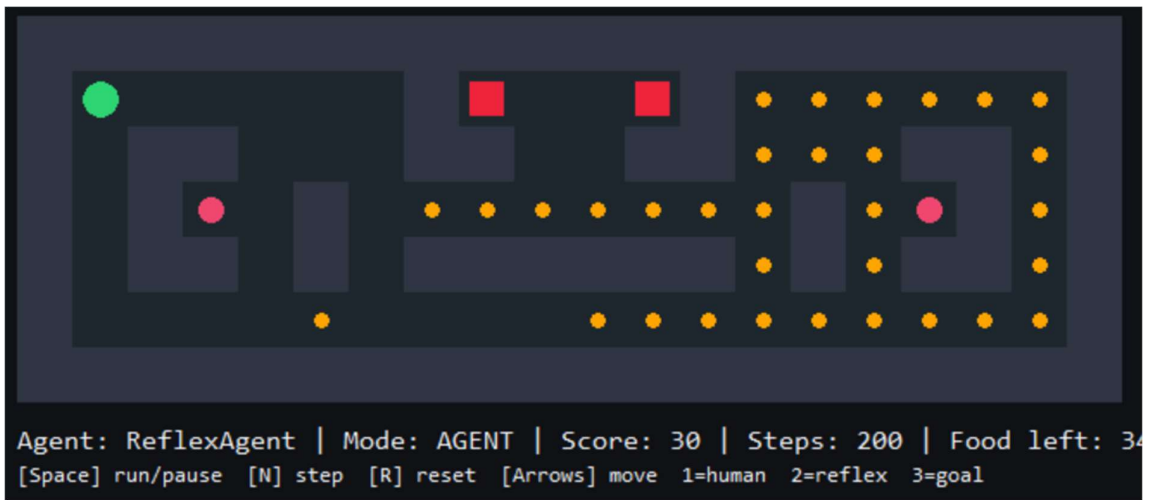 Agent: ReflexAgent | Mode: AGENT | Score: 30 | Steps: 200 | Food left: 34
[Space] run/pause [N] step [R] reset [Arrows] move 1=human 2=reflex 3=goal